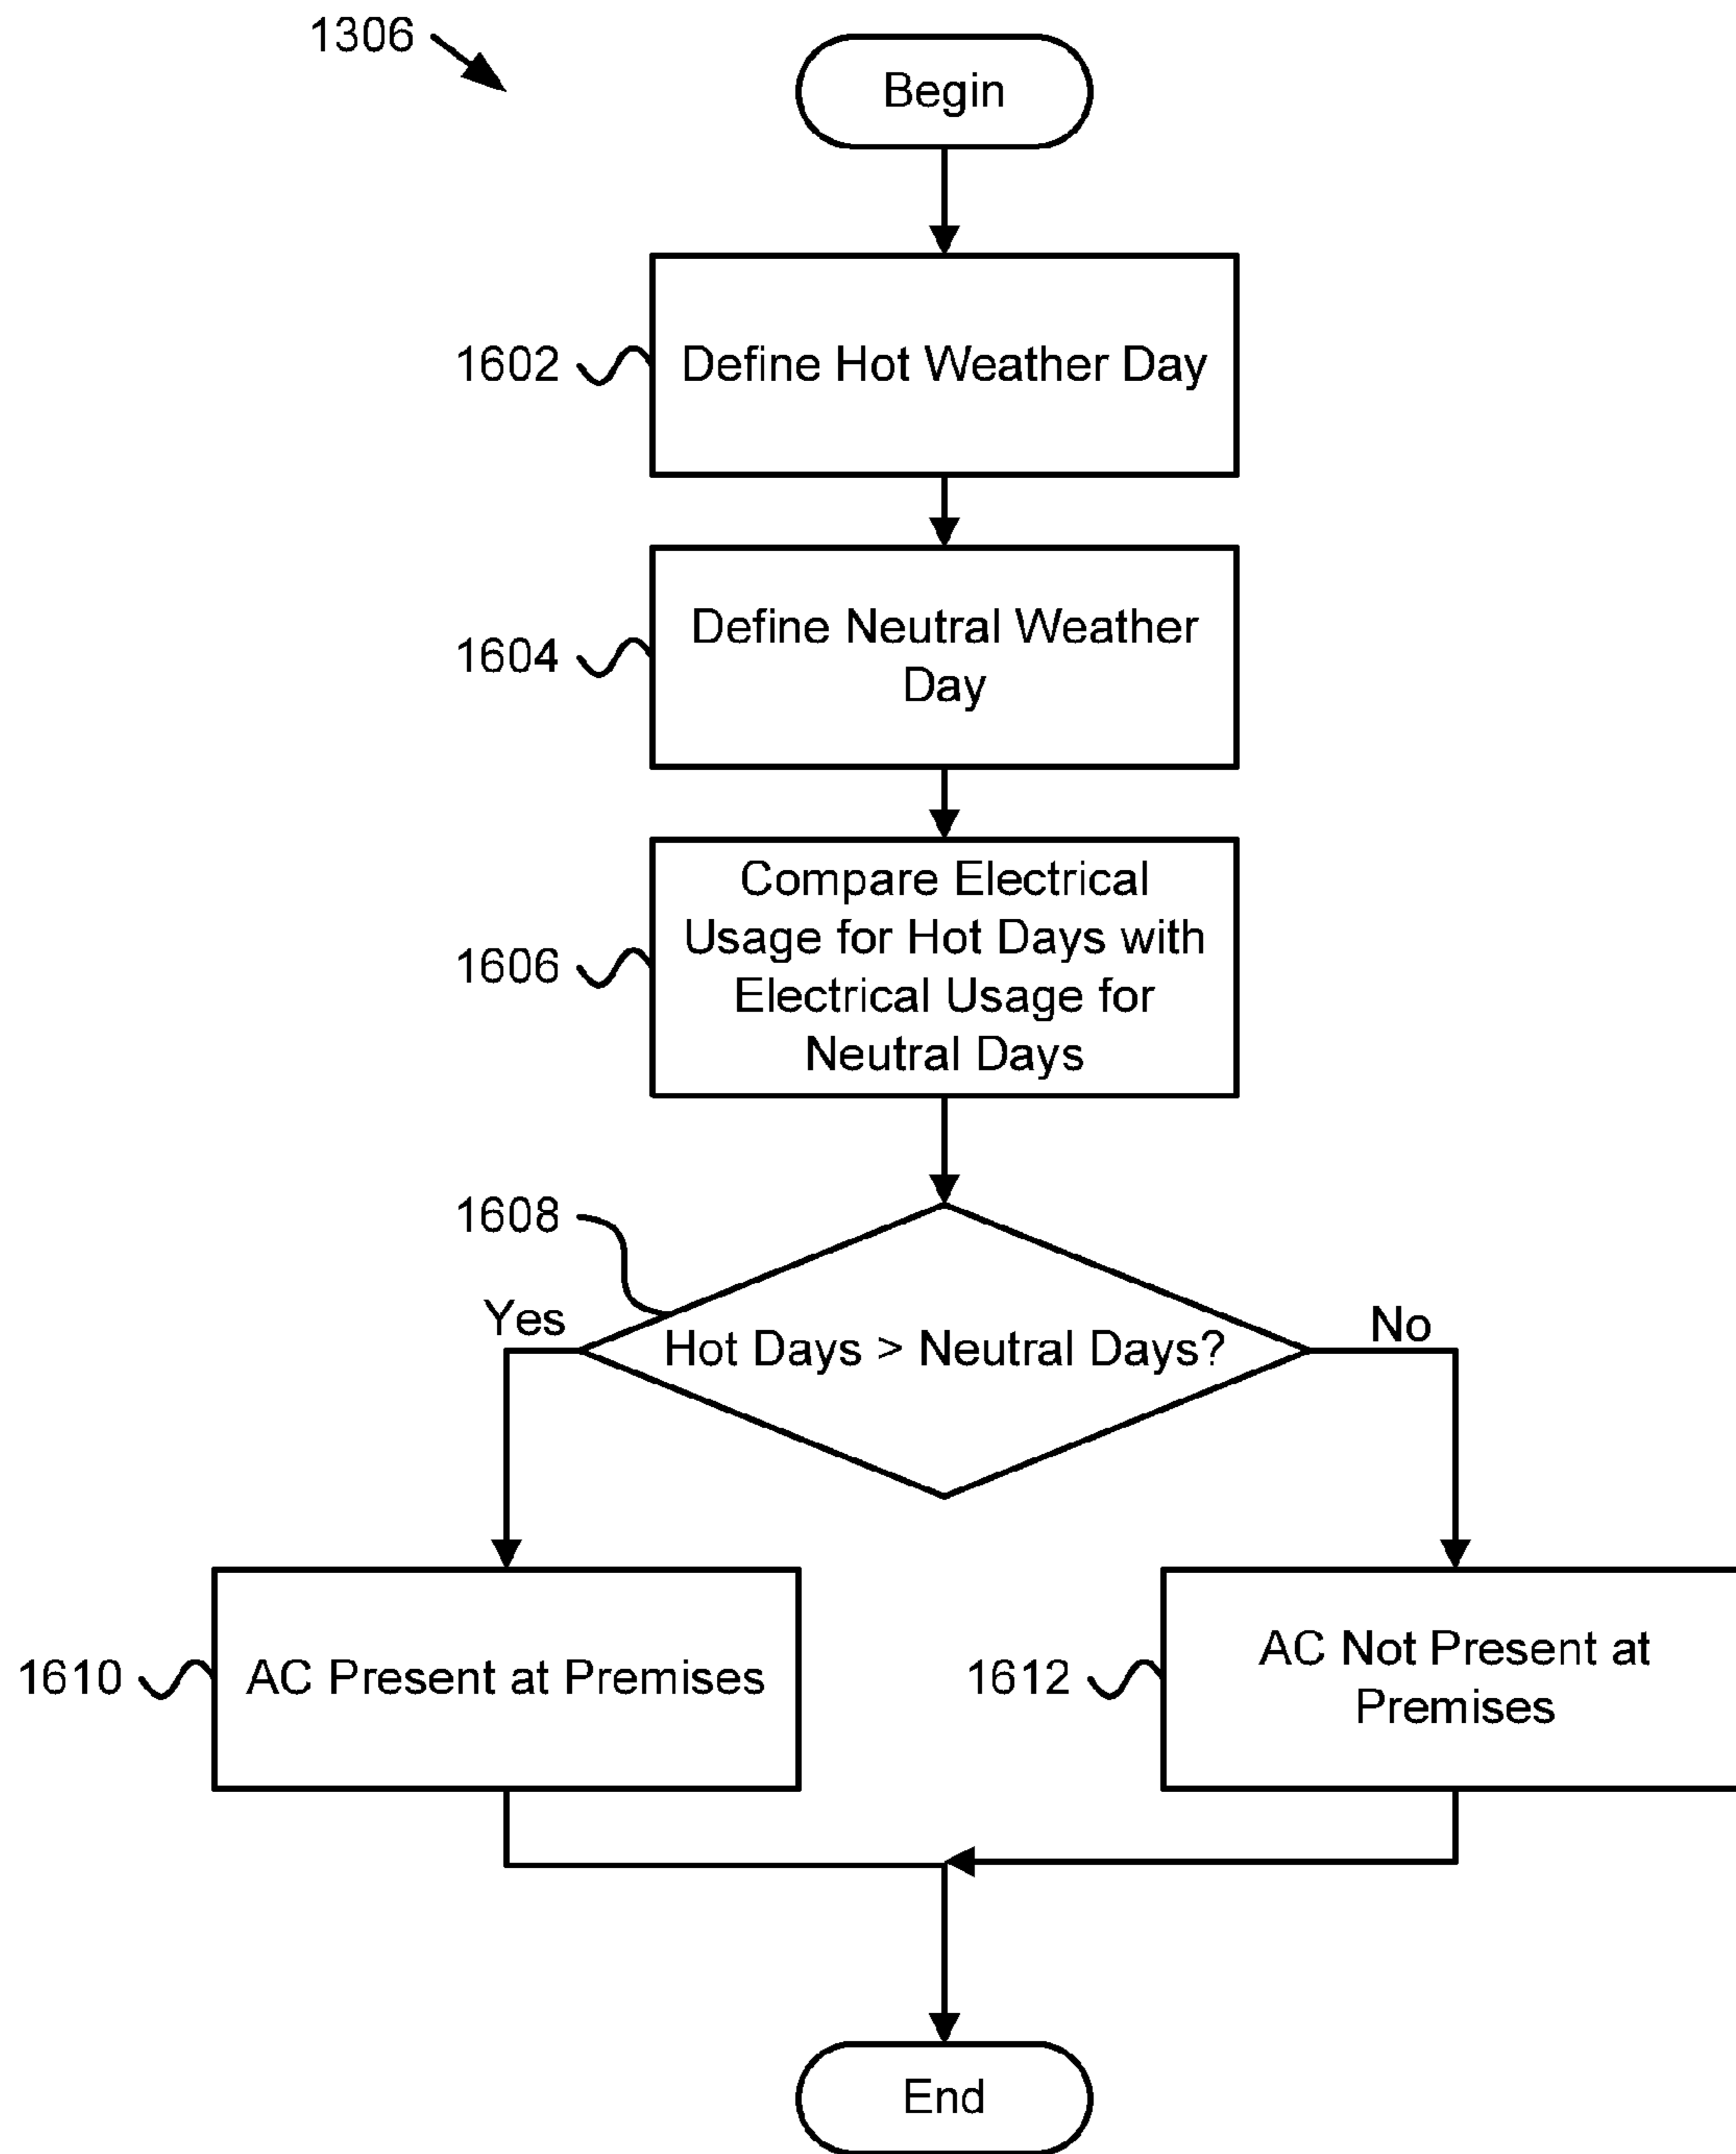 1306
Begin
1602
Define Hot Weather Day
1604
Define Neutral Weather
Day
1606
Compare Electrical
Usage for Hot Days with
Electrical Usage for
Neutral Days
1608
Yes
Hot Days > Neutral Days?
No
1610
AC Present at Premises
1612
AC Not Present at
Premises
End